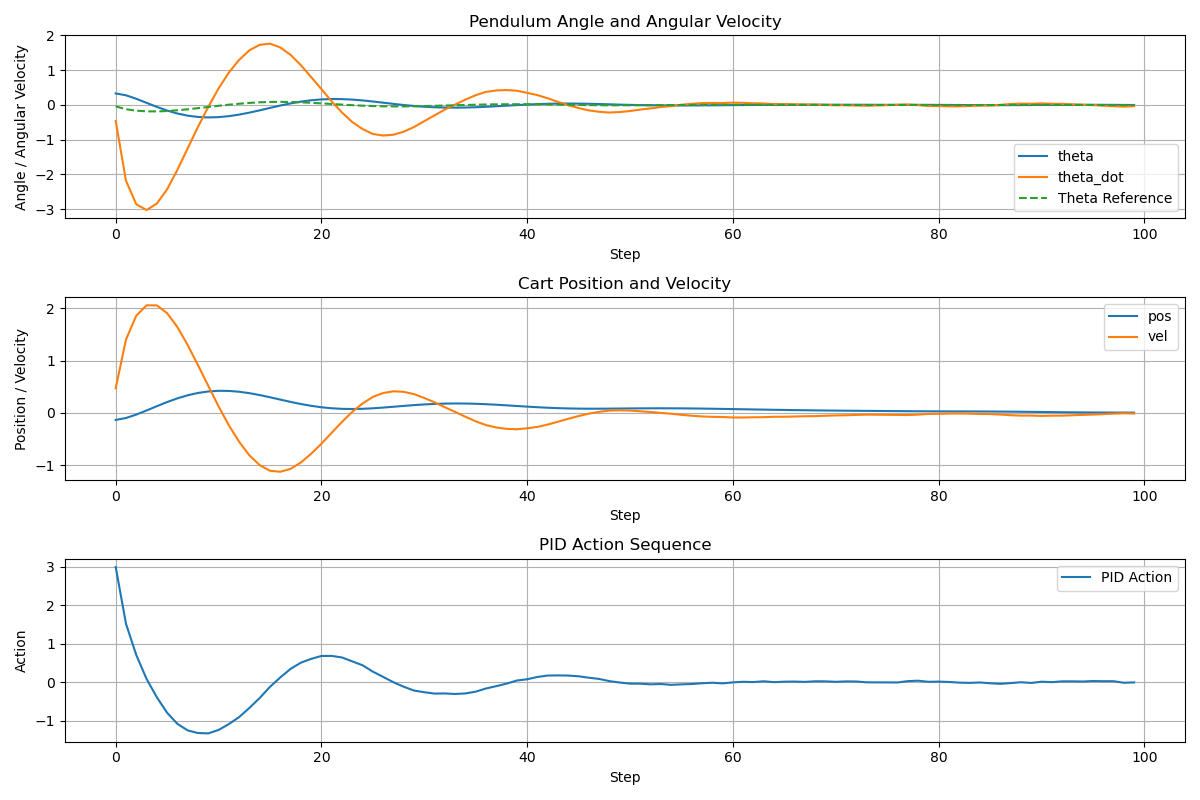 Pendulum Angle and Angular Velocity
Angle / Angular Velocity
2
1
0
−1
−2
−3
theta
theta_dot
Theta Reference
0 20 40 60 80 100
Step
Cart Position and Velocity
Position / Velocity
2
1
0
−1
pos
vel
0 20 40 60 80 100
Step
PID Action Sequence
Action
3
2
1
0
−1
PID Action
0 20 40 60 80 100
Step